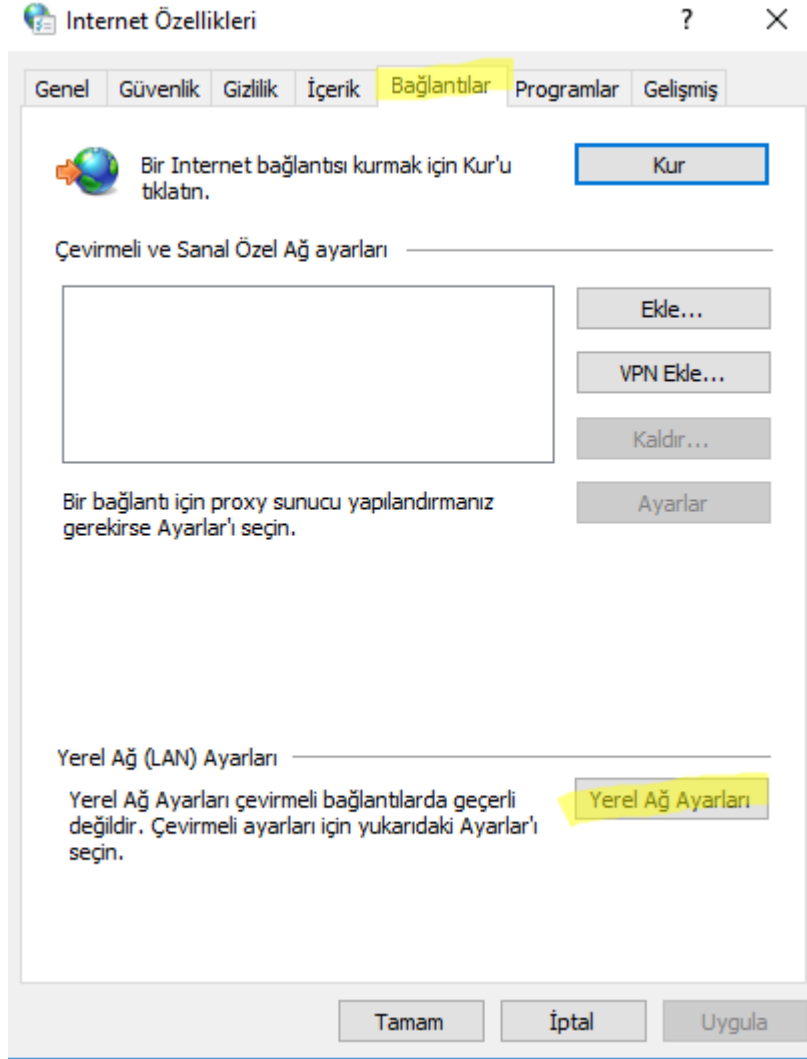 Internet Özellikleri
?
Genel Güvenlik Gizlilik İçerik Bağlantılar Programlar Gelişmiş
Bir Internet bağlantısı kurmak için Kur'u
tıklatın.
Kur
Çevirmeli ve Sanal Özel Ağ ayarları
Ekle...
VPN Ekle...
Kaldır...
Bir bağlantı için proxy sunucu yapılandırmanız
gerekirse Ayarlar'ı seçin.
Ayarlar
Yerel Ağ (LAN) Ayarları
Yerel Ağ Ayarları çevirmeli bağlantılarda geçerli
değildir. Çevirmeli ayarları için yukarıdaki Ayarlar'ı
seçin.
Yerel Ağ Ayarları
Tamam İptal Uygula